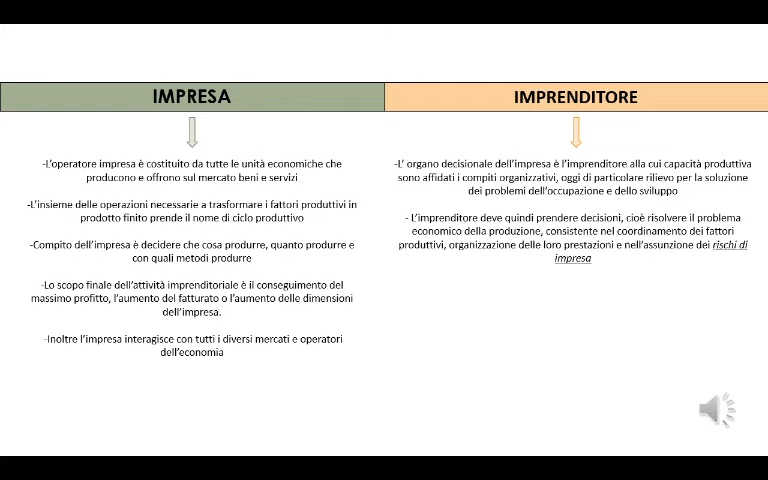 IMPRESA
-L'operatore impresa è costituito da tutte le unità economiche che
producono e offrono sul mercato beni e servizi
-L'insieme delle operazioni necessarie a trasformare i fattori produttivi in
prodotto finito prende il nome di ciclo produttivo
-Compito dell'impresa è decidere che cosa produrre, quanto produrre e
con quali metodi produrre
-Lo scopo finale dell'attività imprenditoriale è il conseguimento del
massimo profitto, l'aumento del fatturato o l'aumento delle dimensioni
dell'impresa.
-Inoltre l'impresa interagisce con tutti i diversi mercati e operatori
dell'economia
IMPRENDITORE
-L' organo decisionale dell'impresa è l'imprenditore alla cui capacità produttiva
sono affidati i compiti organizzativi, oggi di particolare rilievo per la soluzione
dei problemi dell'occupazione e dello sviluppo
- L'imprenditore deve quindi prendere decisioni, cioè risolvere il problema
economico della produzione, consistente nel coordinamento dei fattori
produttivi, organizzazione delle loro prestazioni e nell'assunzione dei rischi di
impresa